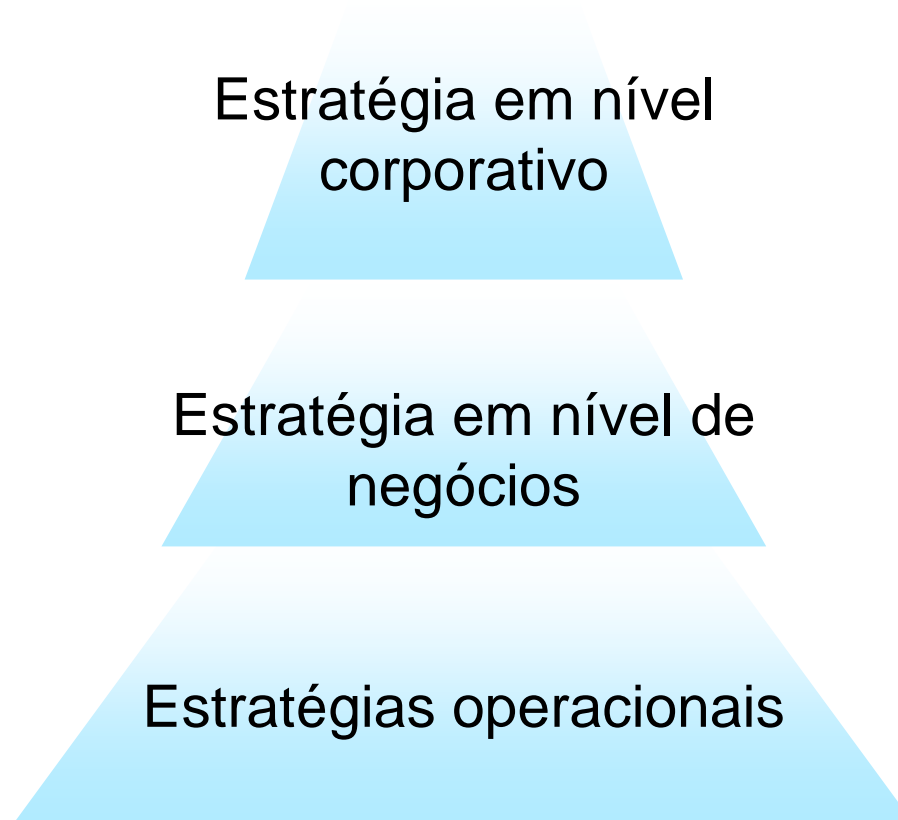 Estratégia em nível
corporativo
Estratégia em nível de
negócios
Estratégias operacionais